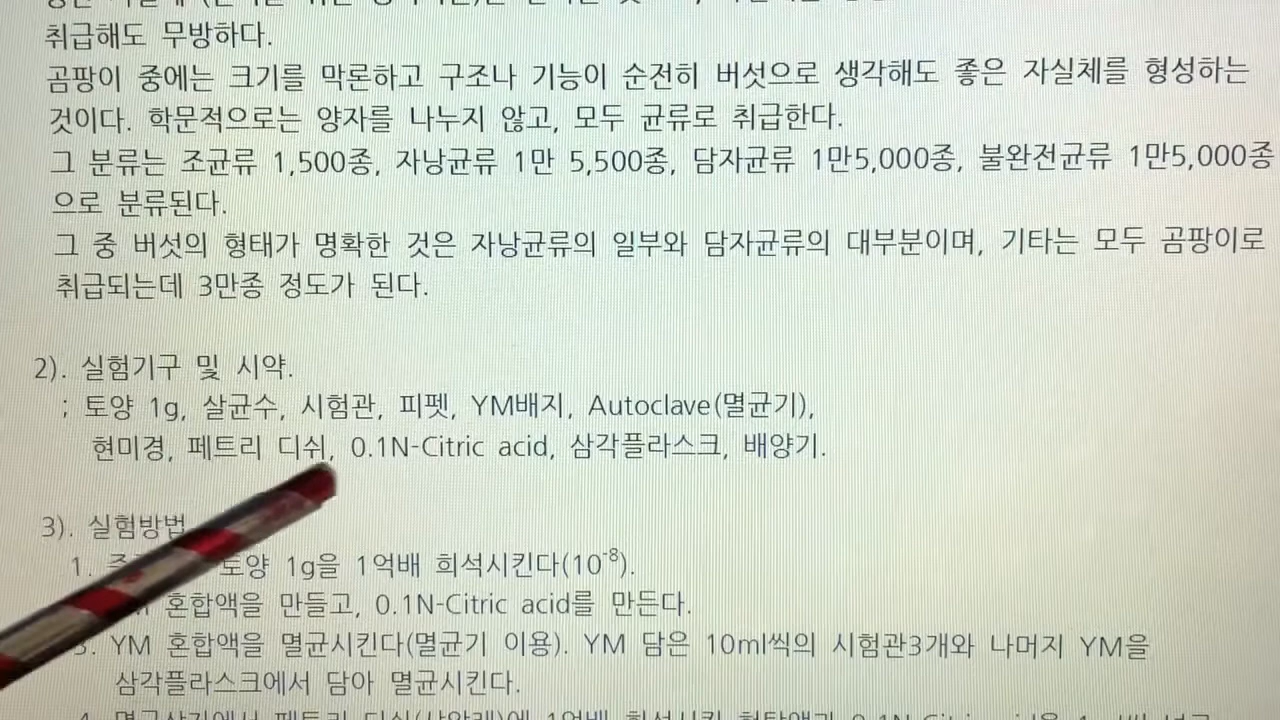 취급해도 무방하다.
곰팡이 중에는 크기를 막론하고 구조나 기능이 순전히 버섯으로 생각해도 좋은 자실체를 형성하는
것이다. 학문적으로는 양자를 나누지 않고, 모두 균류로 취급한다.
그 분류는 조균류 1,500종, 자낭균류 1만 5,500종, 담자균류 1만5,000종, 불완전균류 1만5,000종
으로 분류된다.
그 중 버섯의 형태가 명확한 것은 자낭균류의 일부와 담자균류의 대부분이며, 기타는 모두 곰팡이로
취급되는데 3만종 정도가 된다.
2). 실험기구 및 시약.
; 토양 1g, 살균수, 시험관, 피펫, YM배지, Autoclave(멸균기),
현미경, 페트리 디쉬, 0.1N-Citric acid, 삼각플라스크, 배양기.
3). 실험방법
1. 토양 1g을 1억배 희석시킨다(10⁻⁸).
혼합액을 만들고, 0.1N-Citric acid를 만든다.
3. YM 혼합액을 멸균시킨다(멸균기 이용). YM 담은 10ml씩의 시험관3개와 나머지 YM을
삼각플라스크에서 담아 멸균시킨다.